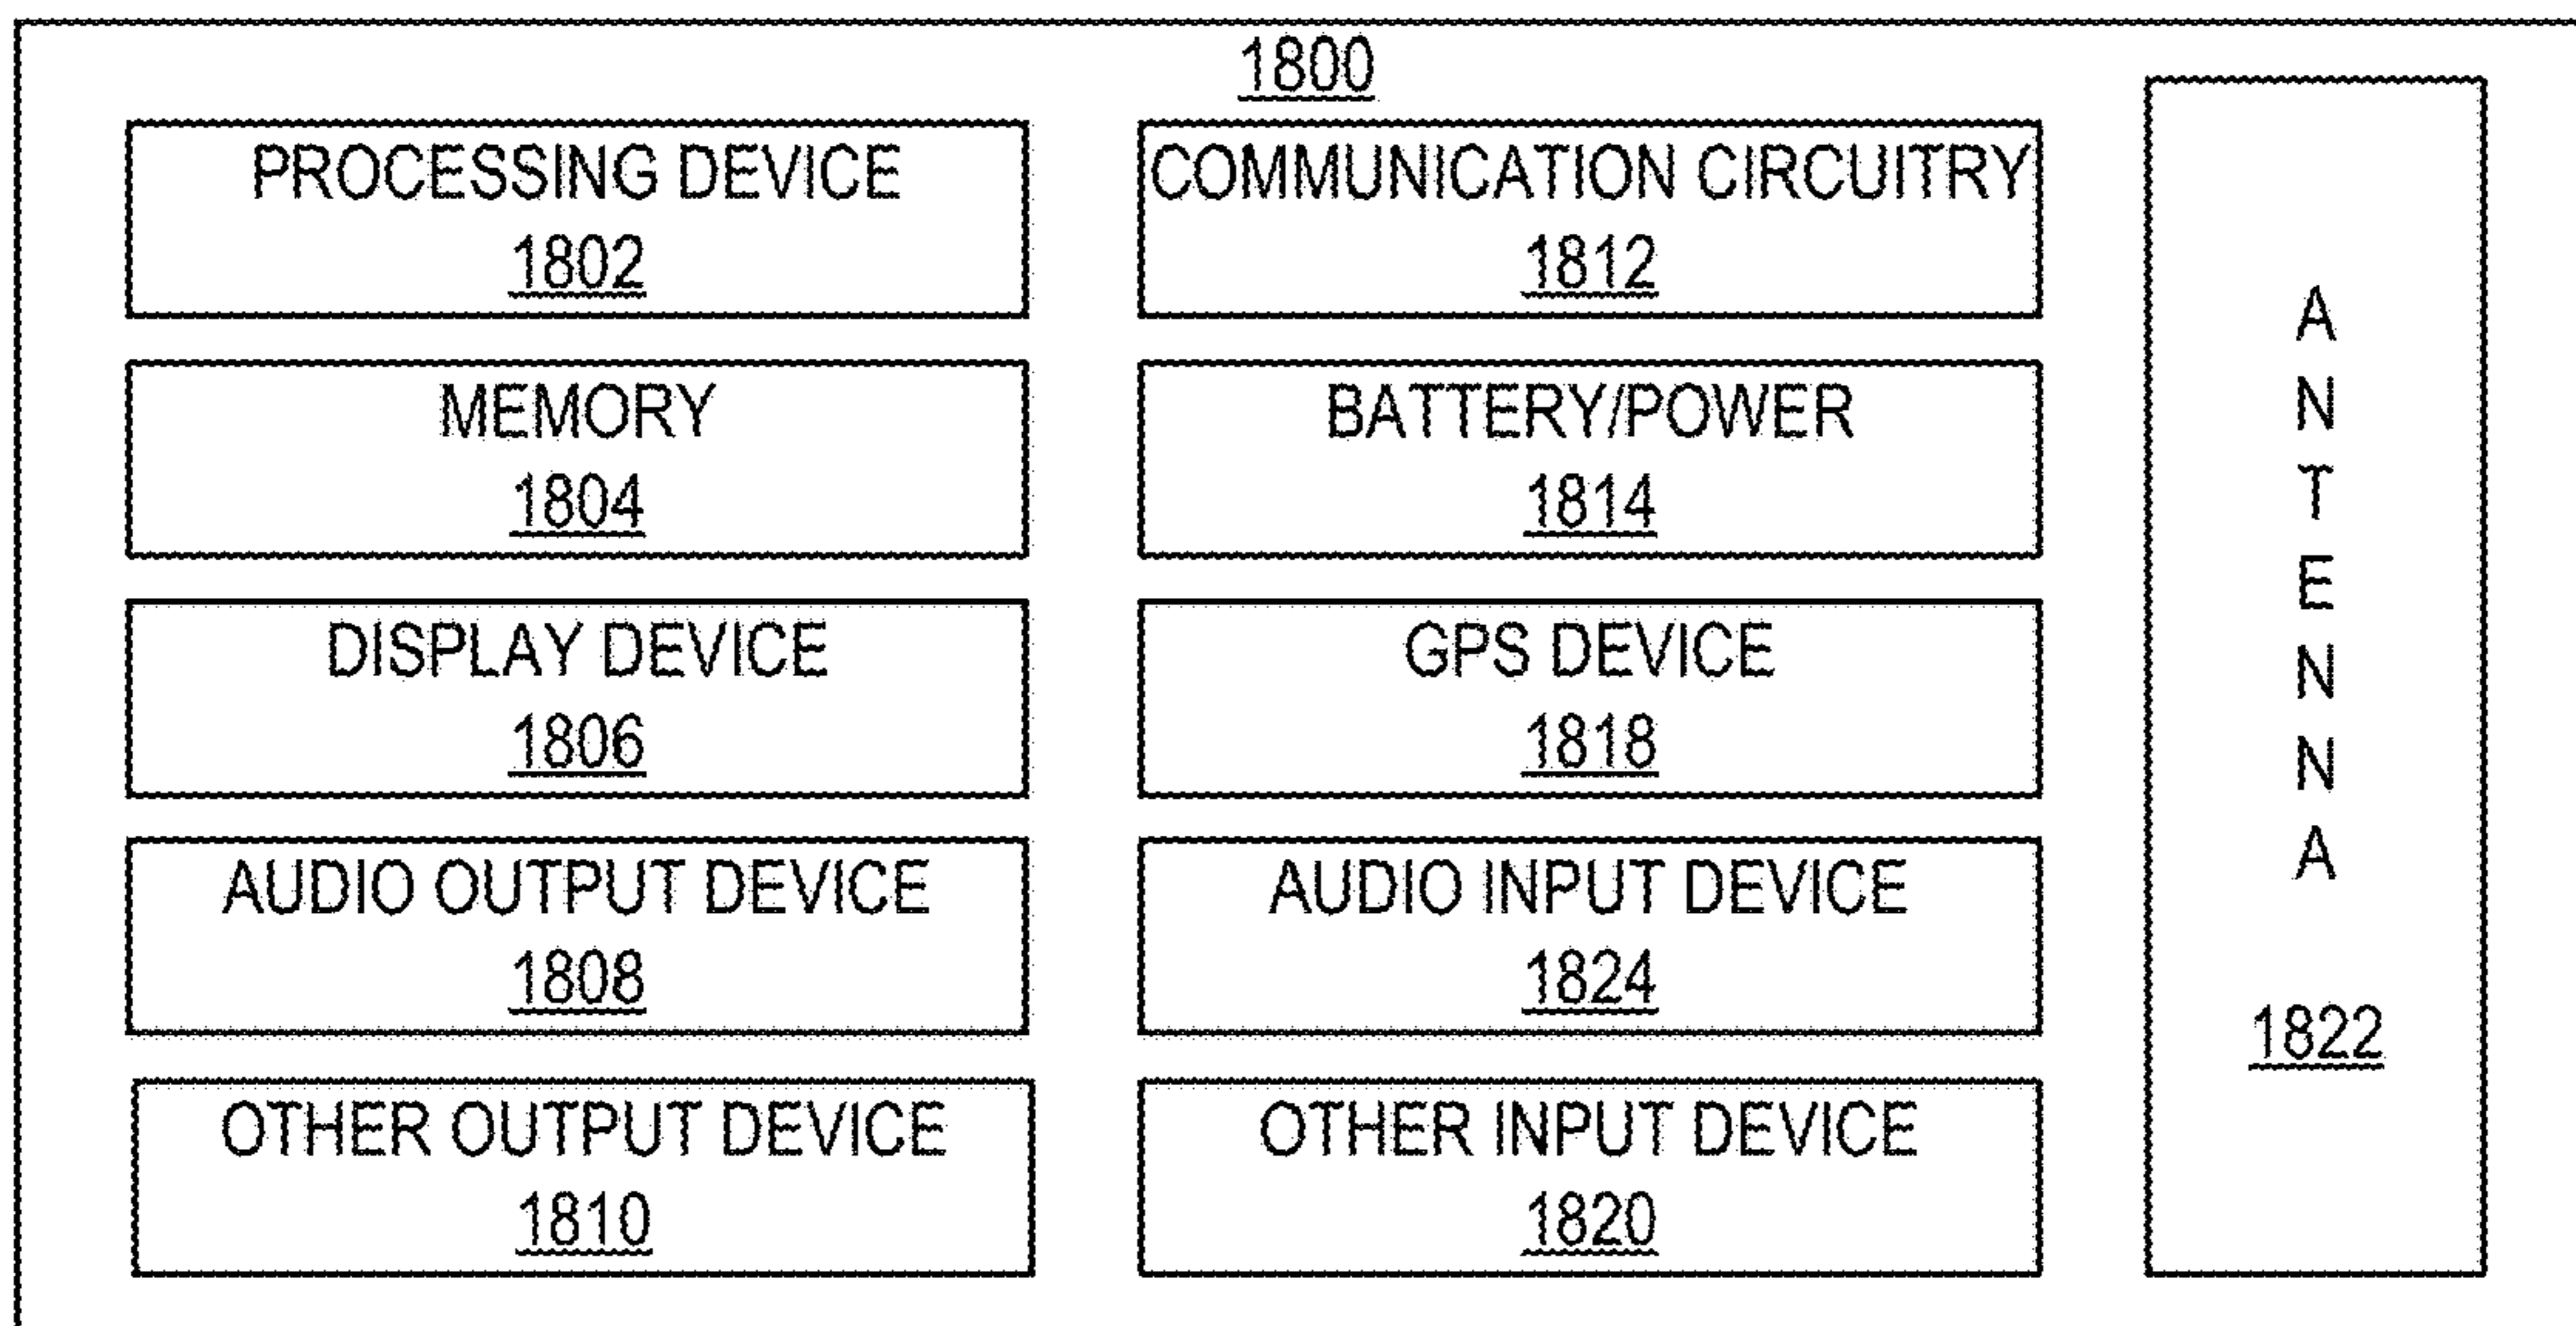 1800
PROCESSING DEVICE
1802
COMMUNICATION CIRCUITRY
1812
MEMORY
1804
BATTERY/POWER
1814
DISPLAY DEVICE
1806
GPS DEVICE
1818
AUDIO OUTPUT DEVICE
1808
AUDIO INPUT DEVICE
1824
OTHER OUTPUT DEVICE
1810
OTHER INPUT DEVICE
1820
ANTENNA
1822